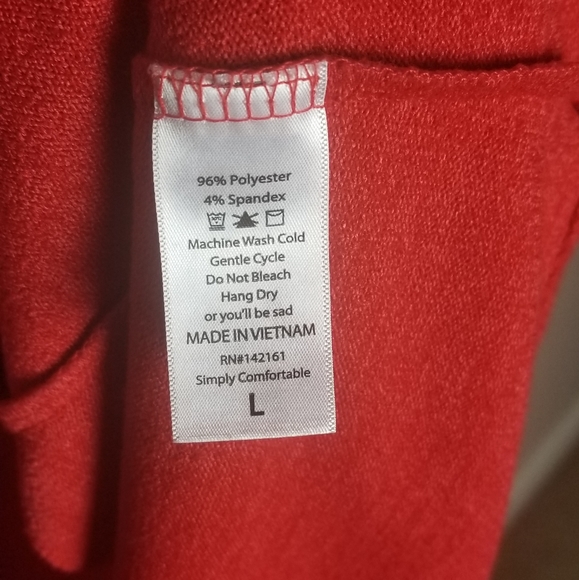 96% Polyester
4% Spandex
Machine Wash Cold
Gentle Cycle
Do Not Bleach
Hang Dry
or you'll be sad
MADE IN VIETNAM
RN#142161
Simply Comfortable
L